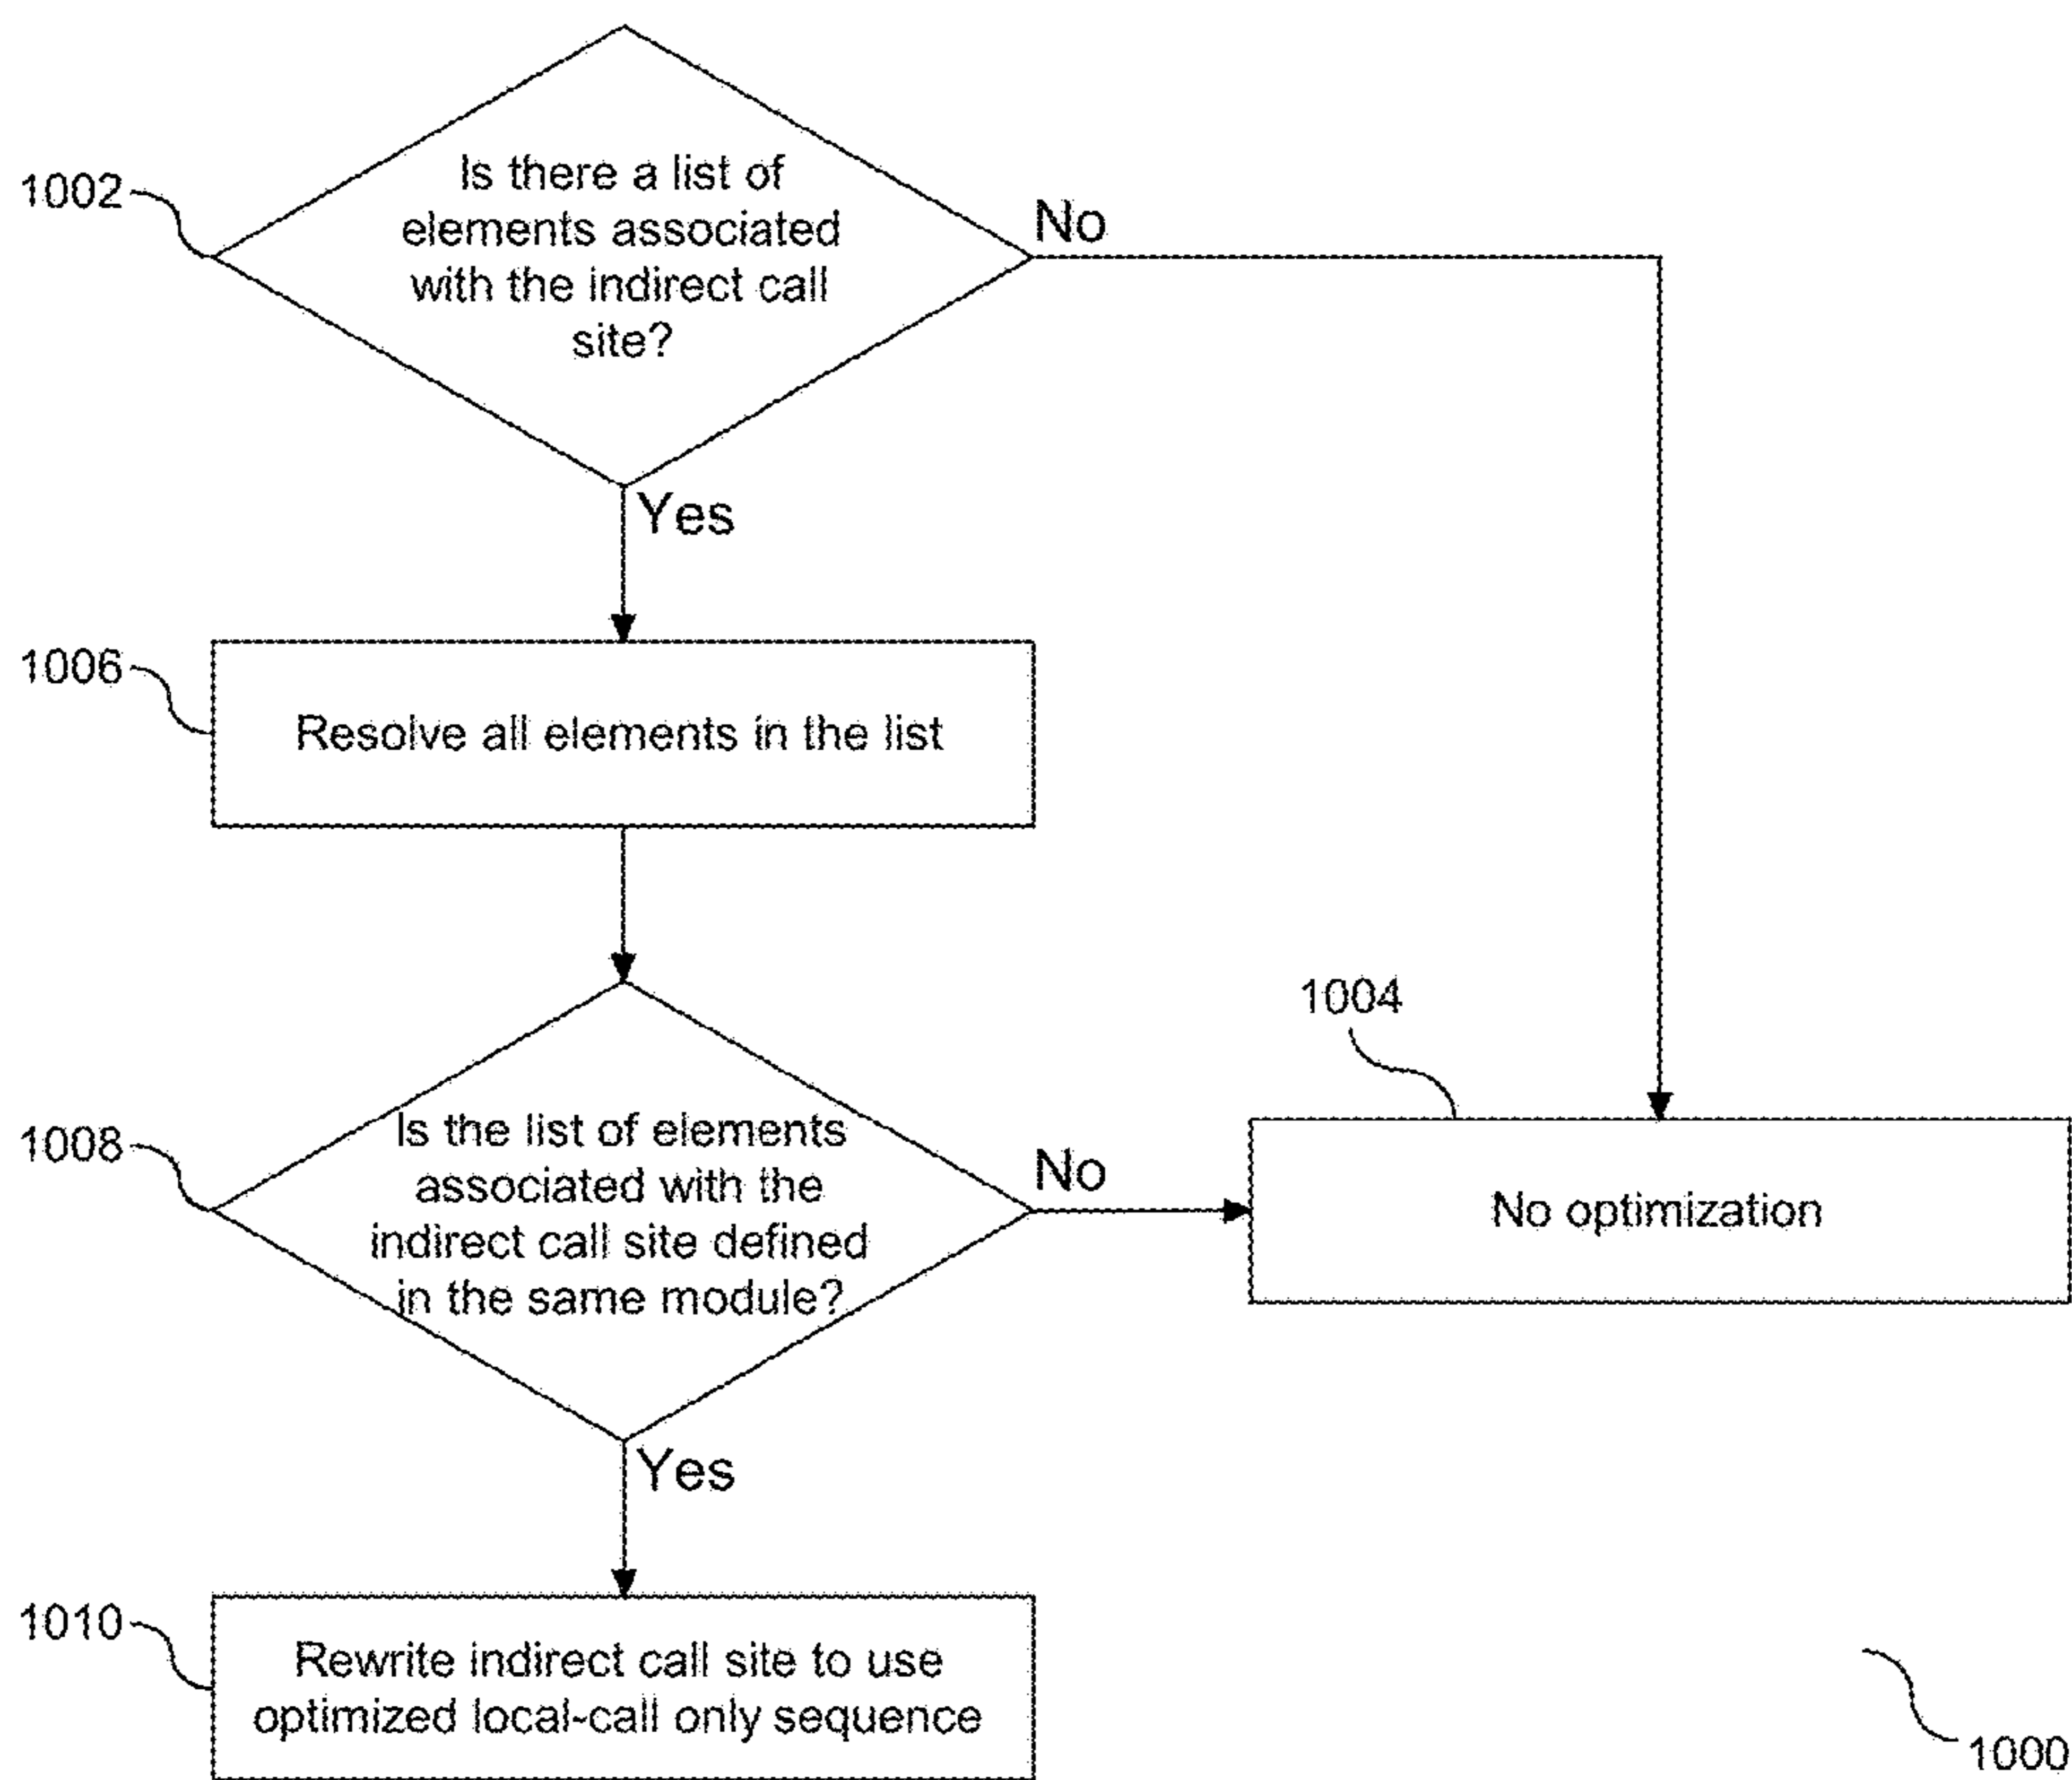 1002
Is there a list of
elements associated
with the indirect call
site?
No
Yes
1006
Resolve all elements in the list
1004
1008
Is the list of elements
associated with the
indirect call site defined
in the same module?
No
No optimization
Yes
1010
Rewrite indirect call site to use
optimized local-call only sequence
1000